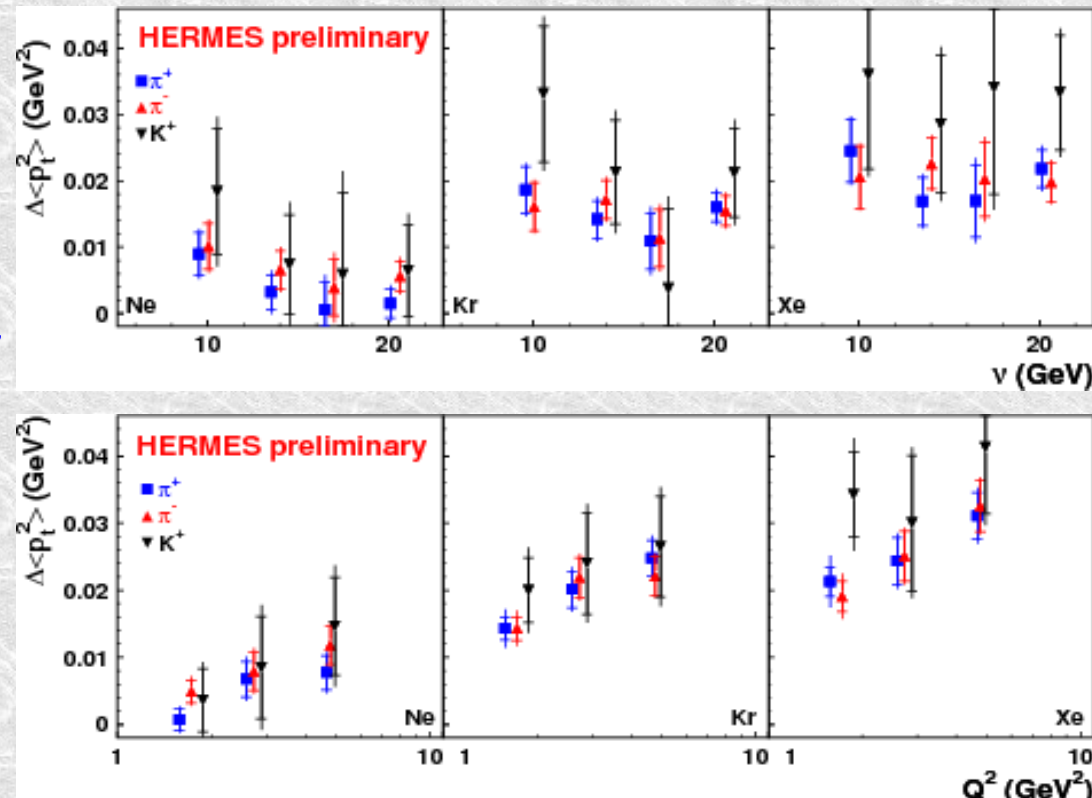 HERMES preliminary
Δ<p_t^2> (GeV^2)
0.04
0.03
0.02
0.01
0
π^+
π^-
K^+
Ne
Kr
Xe
10 20 10 20 10 20
ν (GeV)
HERMES preliminary
Δ<p_t^2> (GeV^2)
0.04
0.03
0.02
0.01
0
π^+
π^-
K^+
Ne
Kr
Xe
1 10 1 10 1 10
Q^2 (GeV^2)